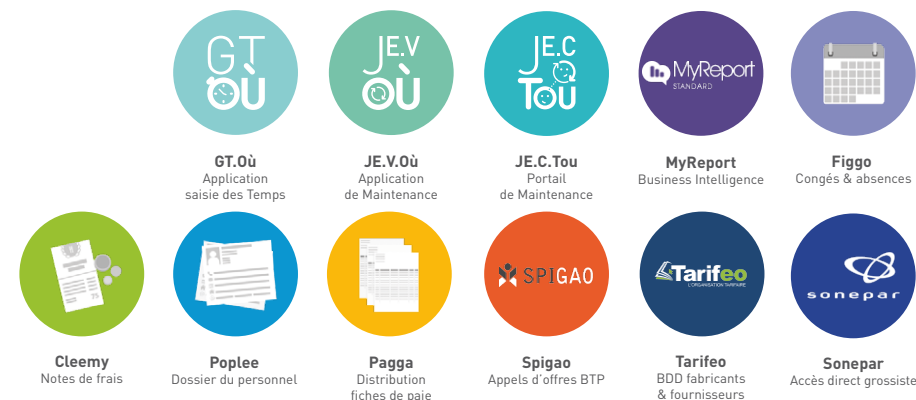 GT
OÙ
JE.V
OÙ
JE.C
TOU
MyReport
STANDARD
GT.Où
Application
saisie des Temps
JE.V.Où
Application
de Maintenance
JE.C.Tou
Portail
de Maintenance
MyReport
Business Intelligence
Figgo
Congés & absences
SPIGAO
Tarifeo
L'ORGANISATION TARIFAIRE
sonepar
Cleemy
Notes de frais
Poplee
Dossier du personnel
Pagga
Distribution
fiches de paie
Spigao
Appels d'offres BTP
Tarifeo
BDD fabricants
& fournisseurs
Sonepar
Accès direct grossiste